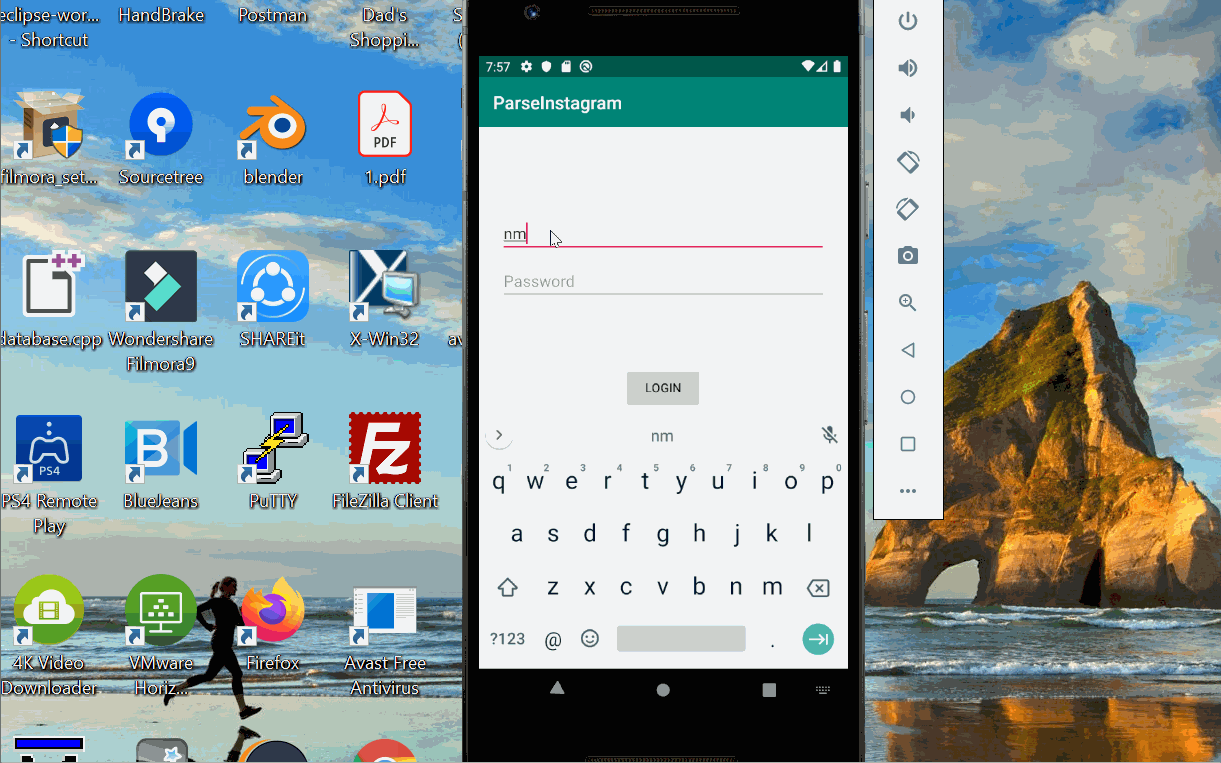 eclipse-wor...
- Shortcut
HandBrake
Postman
Dad's
Shoppi...
filmora_set...
Sourcetree
blender
PDF
1.pdf
++
database.cpp
Wondershare
Filmora9
SHAREit
X-Win32
PS4
PS4 Remote
Play
B
BlueJeans
PuTTY
FZ
FileZilla Client
4K Video
Downloader
VMware
Horiz...
Firefox
Avast Free
Antivirus
7:57
ParseInstagram
nm
Password
LOGIN
nm
1 2 3 4 5 6 7 8 9 0
q w e r t y u i o p
a s d f g h j k l
z x c v b n m
?123 @ .